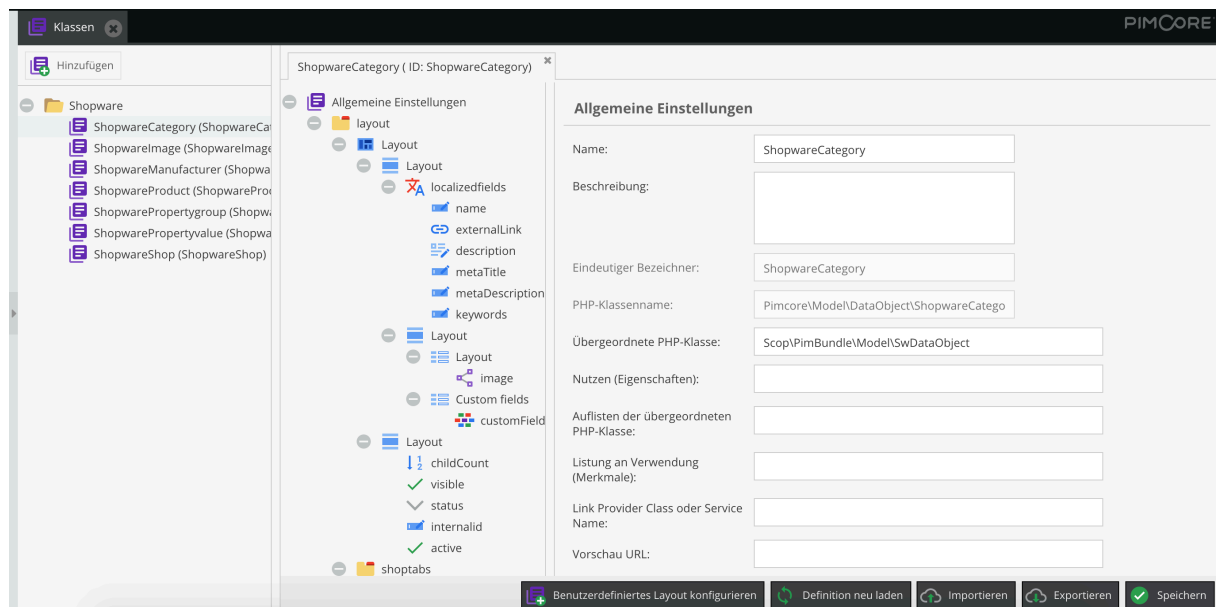 Klassen
PIMCORE
Hinzufügen
ShopwareCategory ( ID: ShopwareCategory)
Shopware
ShopwareCategory (ShopwareCat
ShopwareImage (ShopwareImage
ShopwareManufacturer (Shopwa
ShopwareProduct (ShopwareProd
ShopwarePropertygroup (Shopwa
ShopwarePropertyvalue (Shopwa
ShopwareShop (ShopwareShop)
Allgemeine Einstellungen
layout
Layout
Layout
localizedfields
name
externalLink
description
metaTitle
metaDescription
keywords
Layout
Layout
image
Custom fields
customField
Layout
childCount
visible
status
internalid
active
shoptabs
Allgemeine Einstellungen
Name:
ShopwareCategory
Beschreibung:
Eindeutiger Bezeichner:
ShopwareCategory
PHP-Klassenname:
Pimcore\Model\DataObject\ShopwareCatego
Übergeordnete PHP-Klasse:
Scop\PimBundle\Model\SwDataObject
Nutzen (Eigenschaften):
Auflisten der übergeordneten
PHP-Klasse:
Listung an Verwendung
(Merkmale):
Link Provider Class oder Service
Name:
Vorschau URL:
Benutzerdefiniertes Layout konfigurieren
Definition neu laden
Importieren
Exportieren
Speichern